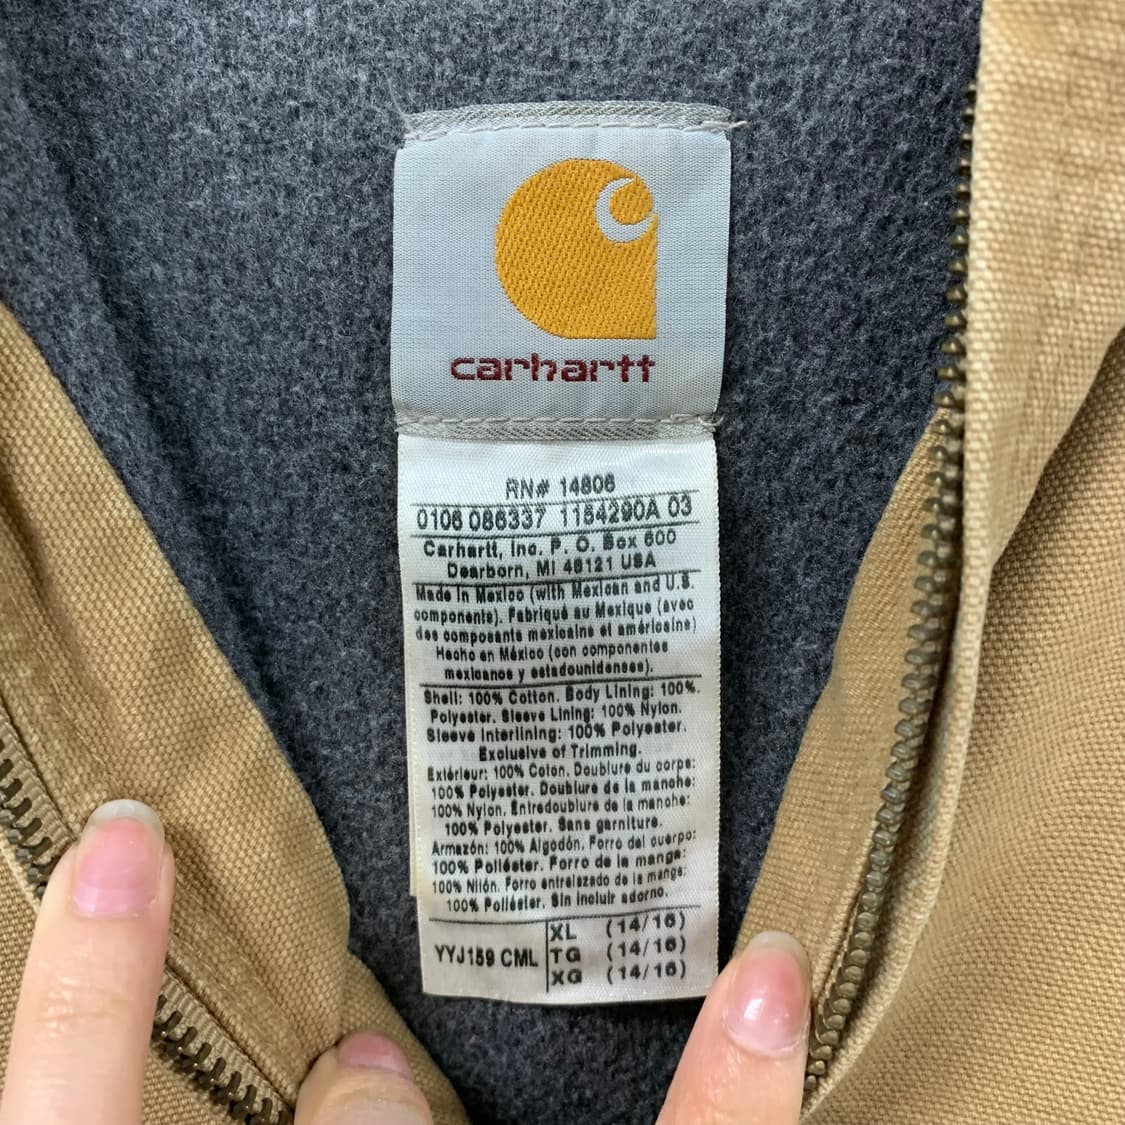 carhartt
RN# 14806
0106 086337 1154290A 03
Carhartt, Inc. P. O. Box 600
Dearborn, MI 48121 USA
Made in Mexico (with Mexican and U.S.
components). Fabriqué au Mexique (avec
des composants mexicains et américains)
Hecho en México (con componentes
mexicanos y estadounidenses).
Shell: 100% Cotton. Body Lining: 100%.
Polyester. Sleeve Lining: 100% Nylon.
Sleeve Interlining: 100% Polyester.
Exclusive of Trimming.
Extérieur: 100% Coton. Doublure du corps:
100% Polyester. Doublure de la manche:
100% Nylon. Entredoublure de la manche:
100% Polyester. Sans garniture.
Armazón: 100% Algodón. Forro del cuerpo:
100% Poliéster. Forro de la manga:
100% Nilón. Forro entrelazado de la manga:
100% Poliéster. Sin incluir adorno.
YYJ159 CML
XL (14/16)
TG (14/16)
XG (14/16)